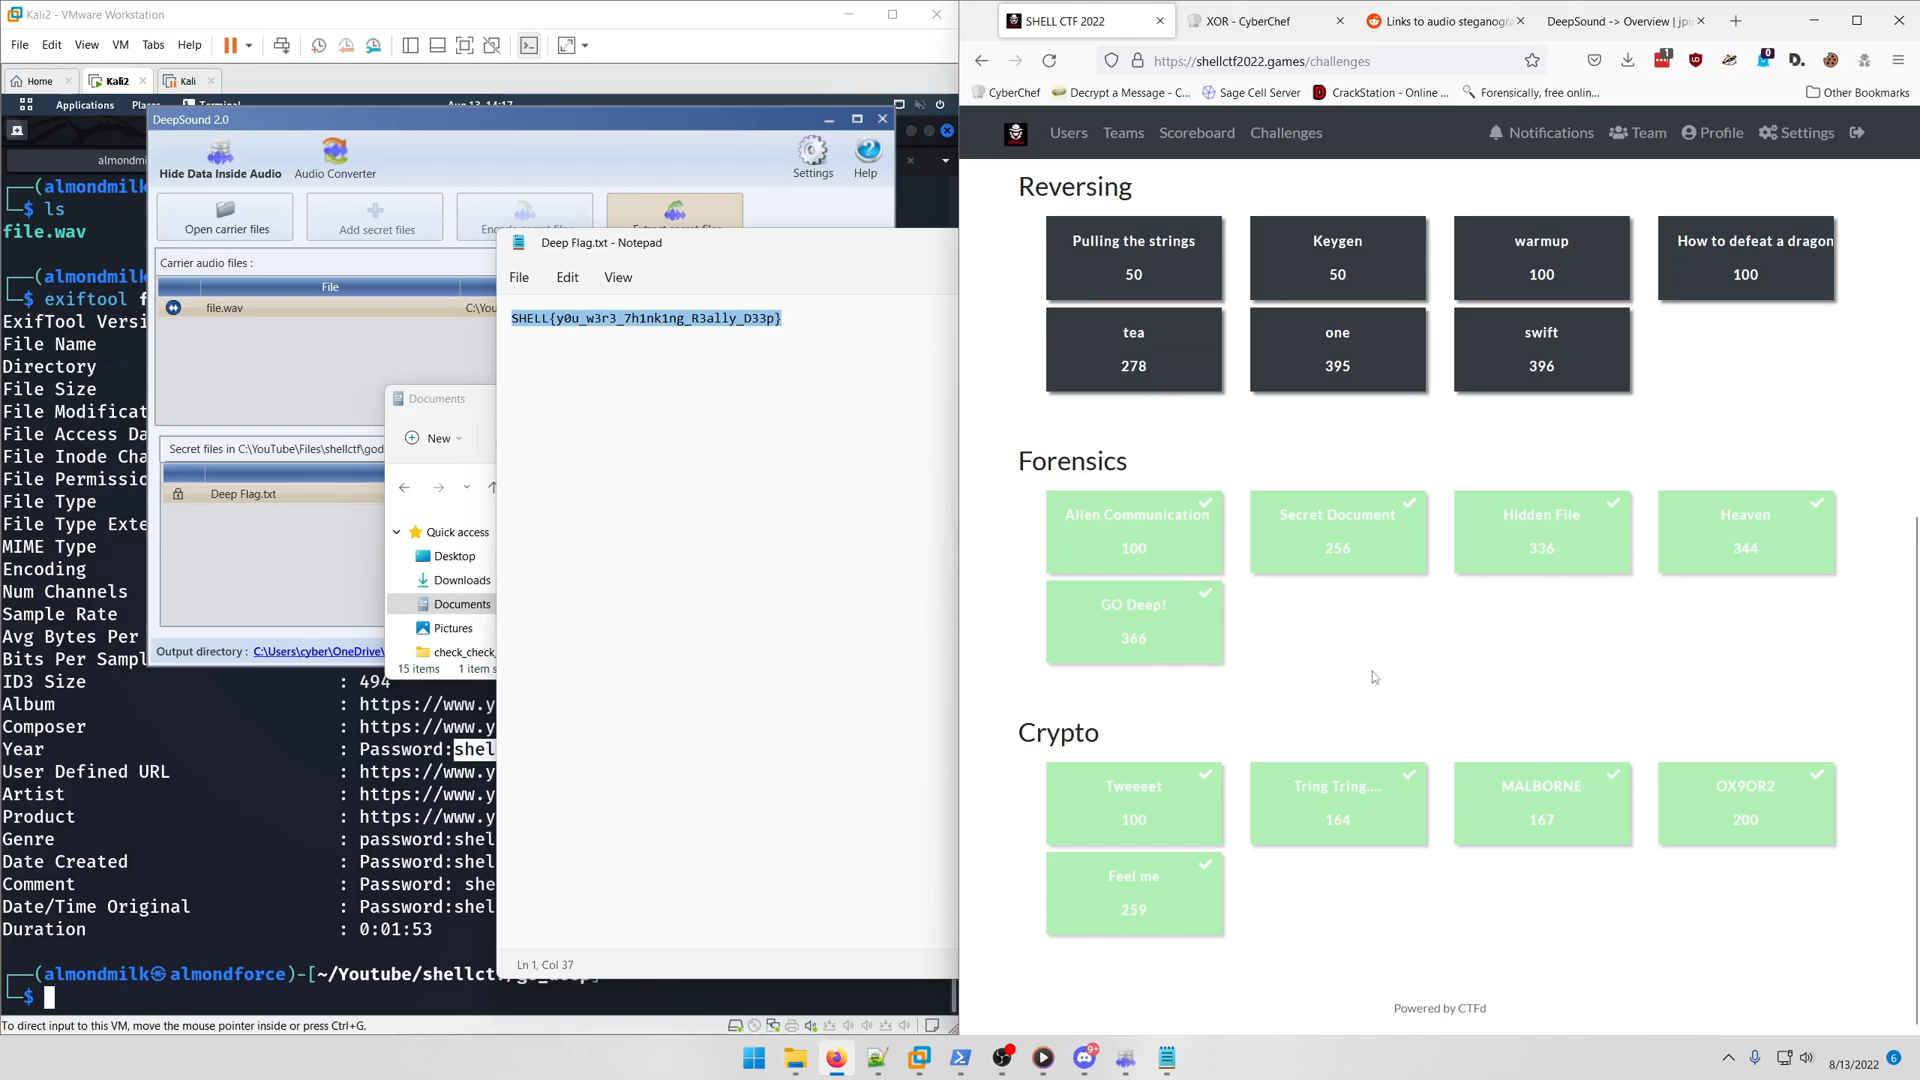 Kali2 - VMware Workstation
File Edit View VM Tabs Help
Home Kali2 Kali
Applications
DeepSound 2.0
Hide Data Inside Audio Audio Converter
Settings Help
Open carrier files Add secret files
Carrier audio files :
File
file.wav
Secret files in C:\YouTube\Files\shellctf\god
Deep Flag.txt
Output directory : C:\Users\cyber\OneDrive\
┌──(almondmilk
└─$ ls
file.wav
┌──(almondmilk
└─$ exiftool f
ExifTool Versi
File Name
Directory
File Size
File Modificat
File Access Da
File Inode Cha
File Permissio
File Type
File Type Exte
MIME Type
Encoding
Num Channels
Sample Rate
Avg Bytes Per
Bits Per Sampl
ID3 Size : 494
Album : https://www.y
Composer : https://www.y
Year : Password:shel
User Defined URL : https://www.y
Artist : https://www.y
Product : https://www.y
Genre : password:shel
Date Created : Password:shel
Comment : Password: she
Date/Time Original : Password:shel
Duration : 0:01:53
┌──(almondmilk㉿almondforce)-[~/Youtube/shellct
└─$
To direct input to this VM, move the mouse pointer inside or press Ctrl+G.
Documents
New
Quick access
Desktop
Downloads
Documents
Pictures
check_check_
15 items 1 item s
Deep Flag.txt - Notepad
File Edit View
SHELL{y0u_w3r3_7h1nk1ng_R3ally_D33p}
Ln 1, Col 37
SHELL CTF 2022 XOR - CyberChef Links to audio steganogra DeepSound -> Overview | jpin
https://shellctf2022.games/challenges
1 0
CyberChef Decrypt a Message - C... Sage Cell Server CrackStation - Online ... Forensically, free onlin... Other Bookmarks
Users Teams Scoreboard Challenges Notifications Team Profile Settings
Reversing
Pulling the strings Keygen warmup How to defeat a dragon
50 50 100 100
tea one swift
278 395 396
Forensics
Alien Communication Secret Document Hidden File Heaven
100 256 336 344
GO Deep!
366
Crypto
Tweeeet Tring Tring.... MALBORNE OX9OR2
100 164 167 200
Feel me
259
Powered by CTFd
9+
8/13/2022 6